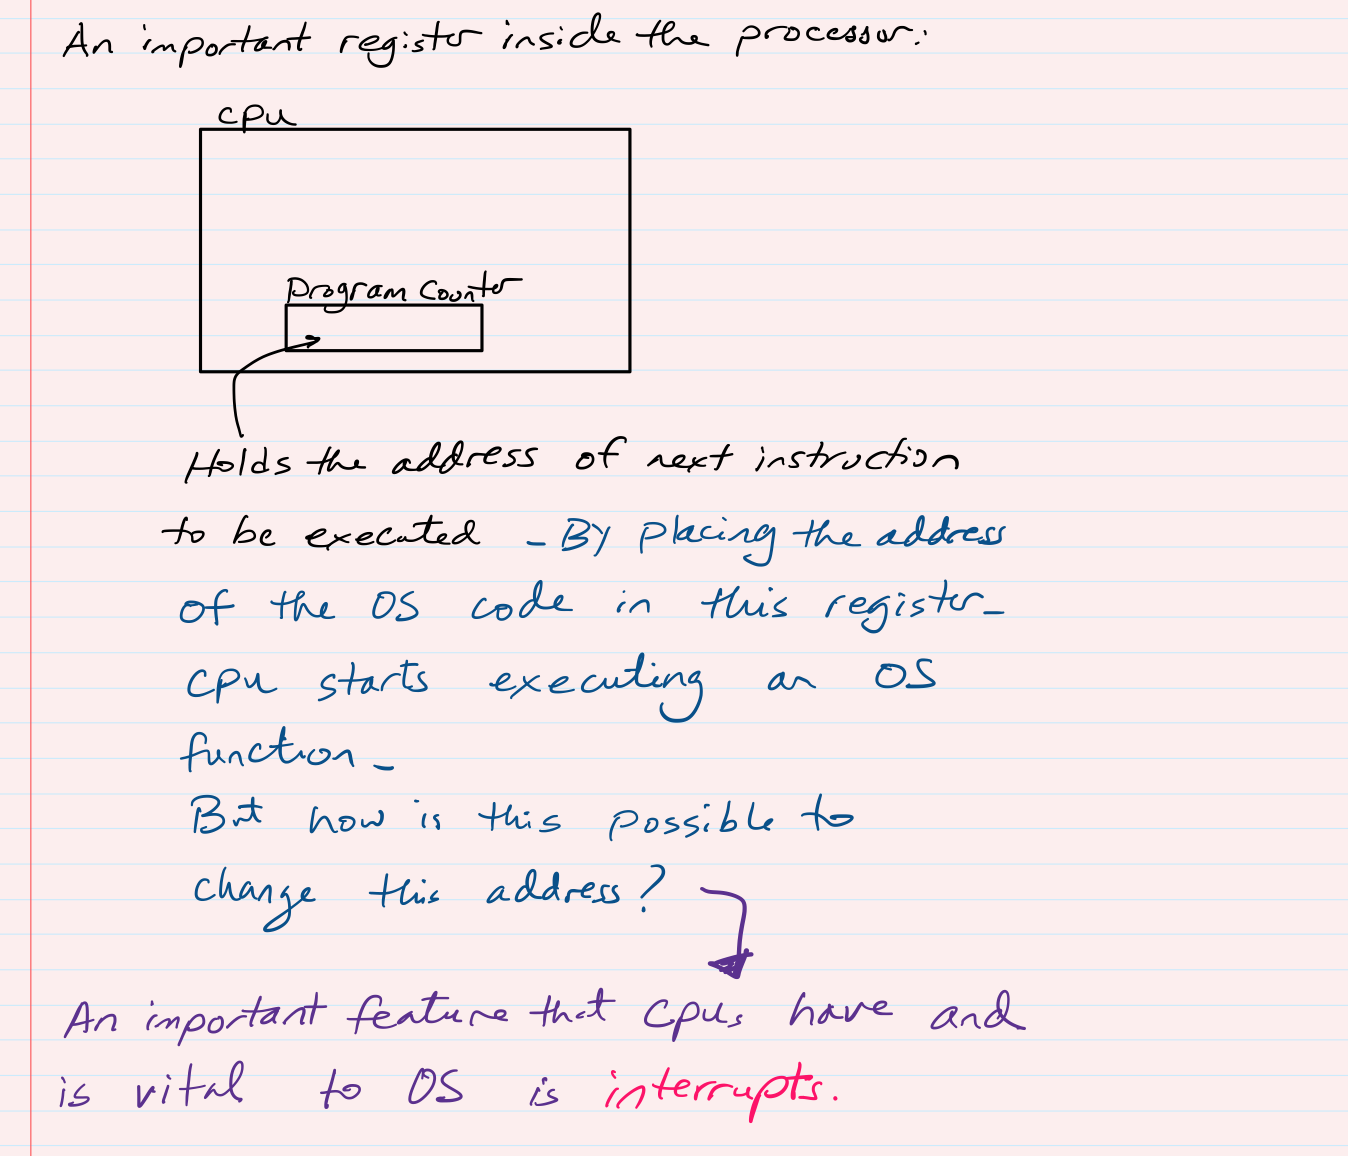 An important register inside the processor:
CPU
Program Counter
Holds the address of next instruction
to be executed - By placing the address
of the OS code in this register-
CPU starts executing an OS
function -
But how is this possible to
change this address?
An important feature that CPUs have and
is vital to OS is interrupts.